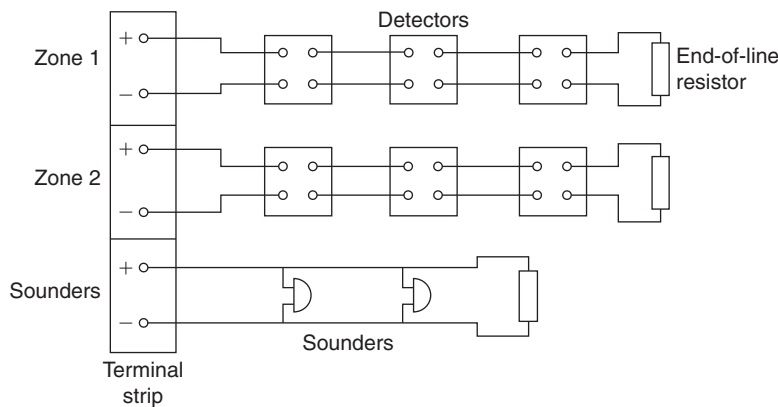 Detectors
Zone 1
+
−
End-of-line
resistor
Zone 2
+
−
Sounders
+
−
Sounders
Terminal
strip